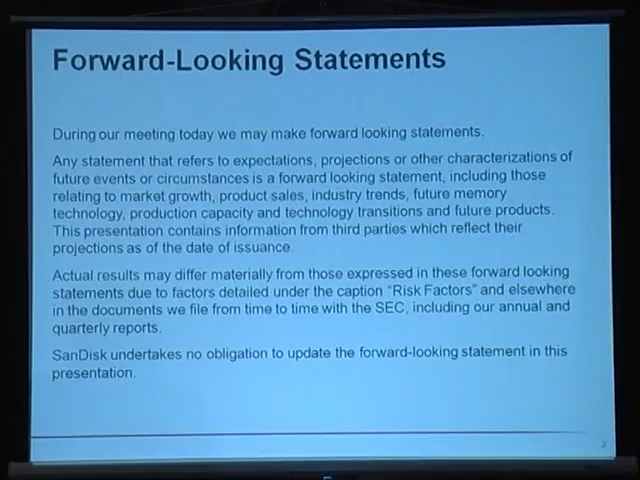 Forward-Looking Statements
During our meeting today we may make forward looking statements.
Any statement that refers to expectations, projections or other characterizations of
future events or circumstances is a forward looking statement, including those
relating to market growth, product sales, industry trends, future memory
technology, production capacity and technology transitions and future products.
This presentation contains information from third parties which reflect their
projections as of the date of issuance.
Actual results may differ materially from those expressed in these forward looking
statements due to factors detailed under the caption “Risk Factors” and elsewhere
in the documents we file from time to time with the SEC, including our annual and
quarterly reports.
SanDisk undertakes no obligation to update the forward-looking statement in this
presentation.
2